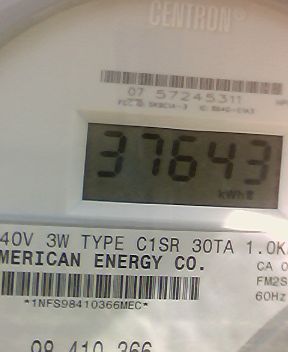 CENTRON®
07 57245311
37643
kWh
40V 3W TYPE C1SR 30TA 1.0K
MERICAN ENERGY CO.
CA 0
FM2S
*1NFS98410366MEC*
60Hz
98 410 366